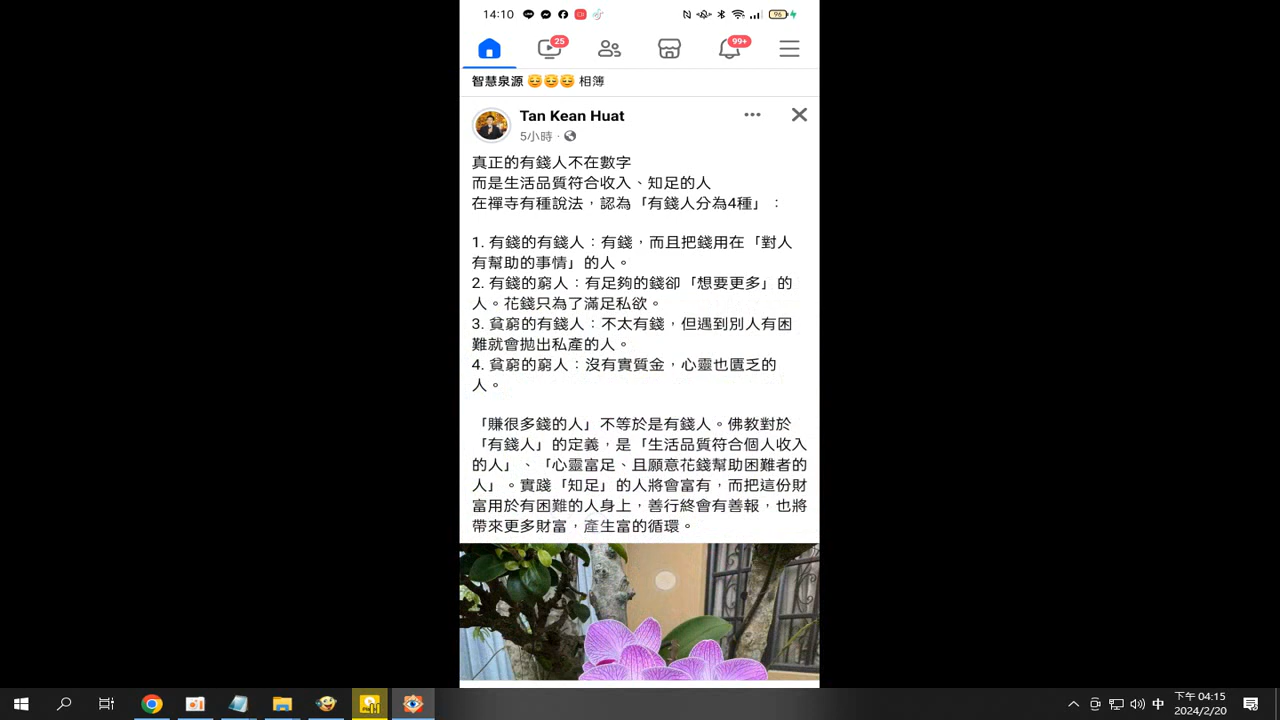 14:10
96
25
99+
智慧泉源 😇😇😇 相簿
Tan Kean Huat
5小時 ·
真正的有錢人不在數字
而是生活品質符合收入、知足的人
在禪寺有種說法，認為「有錢人分為4種」：
1. 有錢的有錢人：有錢，而且把錢用在「對人
有幫助的事情」的人。
2. 有錢的窮人：有足夠的錢卻「想要更多」的
人。花錢只為了滿足私欲。
3. 貧窮的有錢人：不太有錢，但遇到別人有困
難就會拋出私產的人。
4. 貧窮的窮人：沒有實質金，心靈也匱乏的
人。
「賺很多錢的人」不等於是有錢人。佛教對於
「有錢人」的定義，是「生活品質符合個人收入
的人」、「心靈富足、且願意花錢幫助困難者的
人」。實踐「知足」的人將會富有，而把這份財
富用於有困難的人身上，善行終會有善報，也將
帶來更多財富，產生富的循環。
中
下午 04:15
2024/2/20